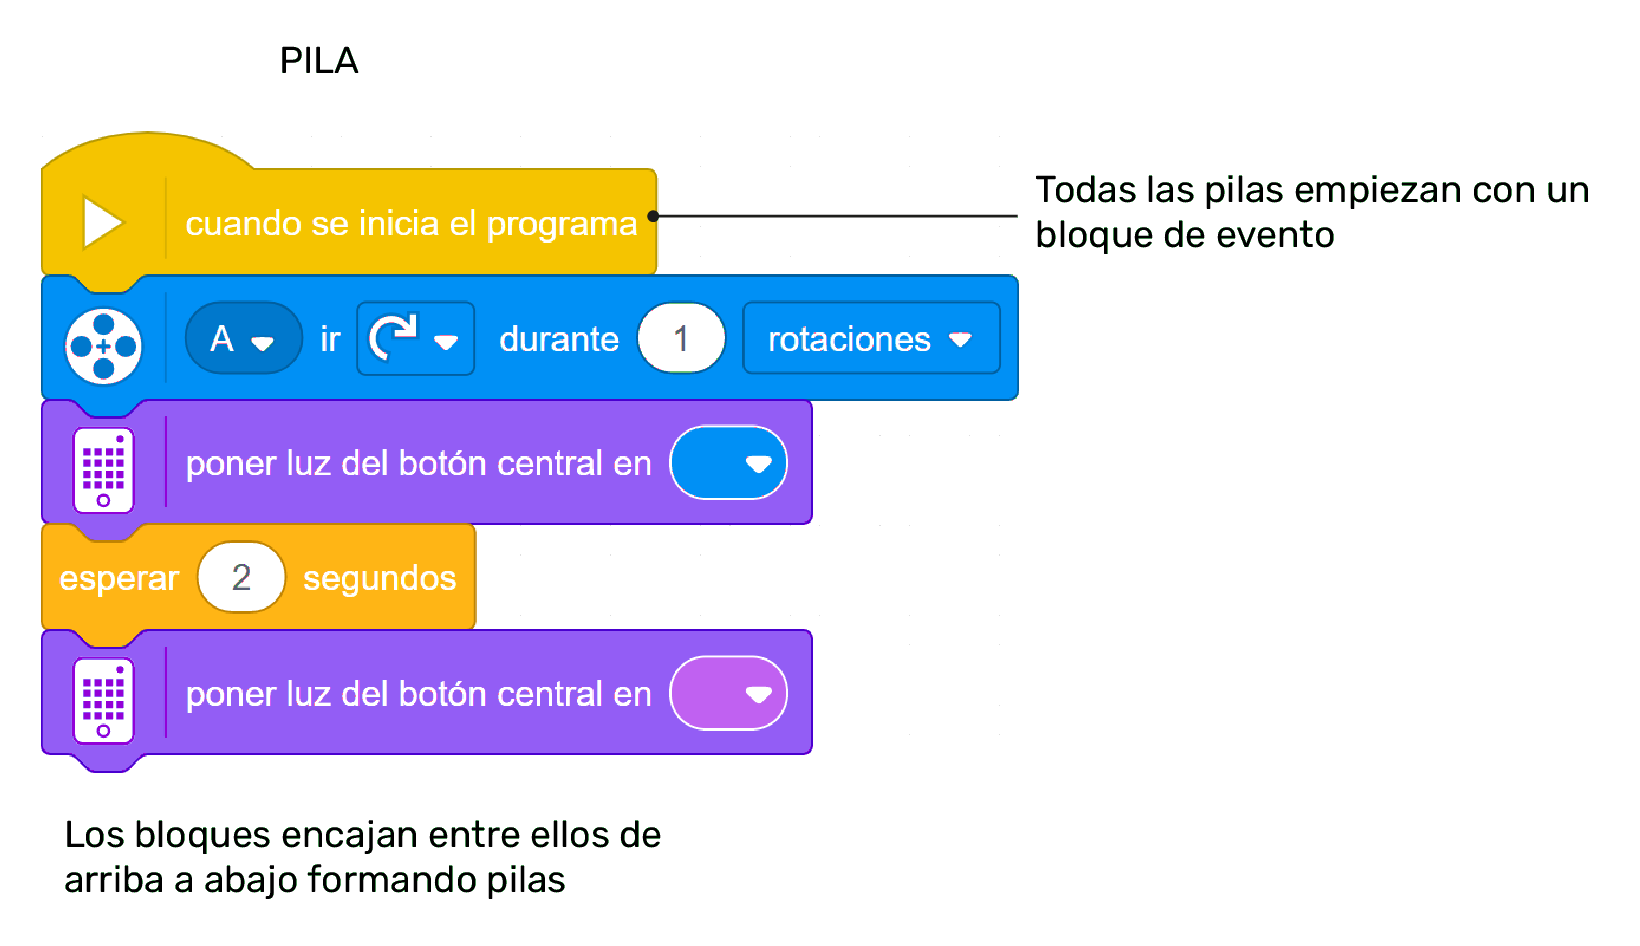 PILA
cuando se inicia el programa
Todas las pilas empiezan con un
bloque de evento
A ir durante 1 rotaciones
poner luz del botón central en
esperar 2 segundos
poner luz del botón central en
Los bloques encajan entre ellos de
arriba a abajo formando pilas